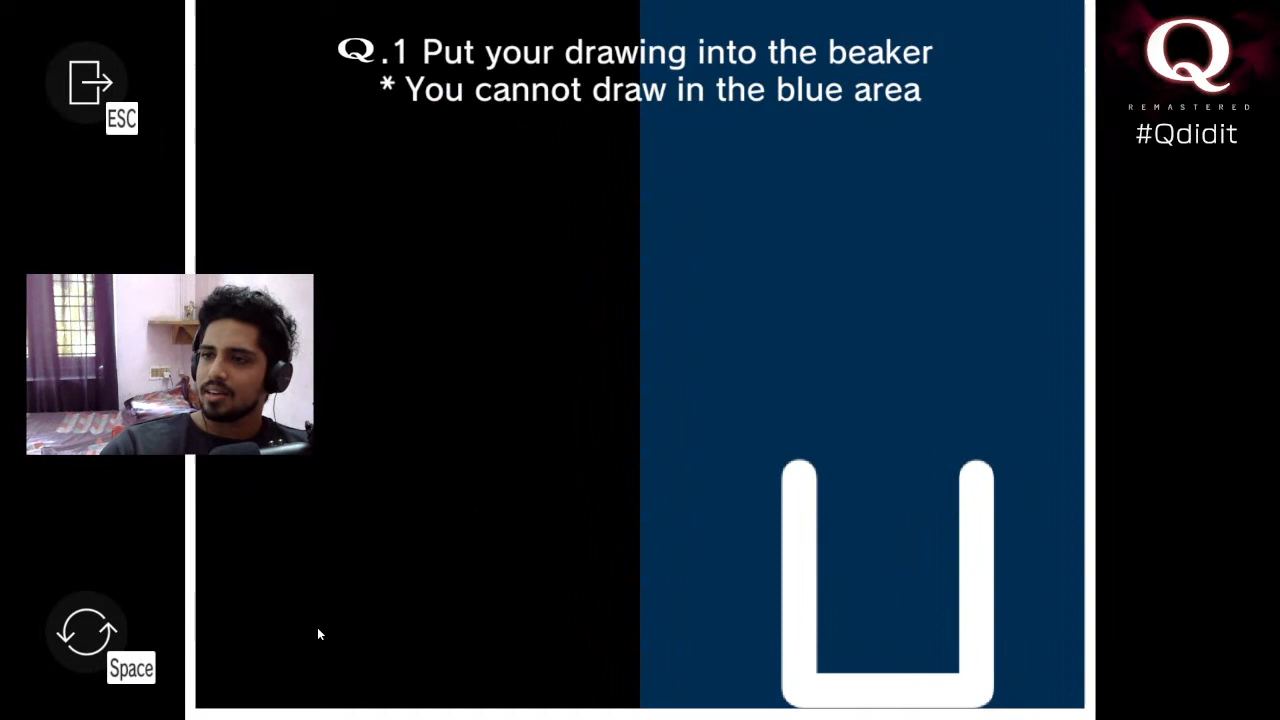 Q.1 Put your drawing into the beaker
* You cannot draw in the blue area
ESC
Q
REMASTERED
#Qdidit
Space